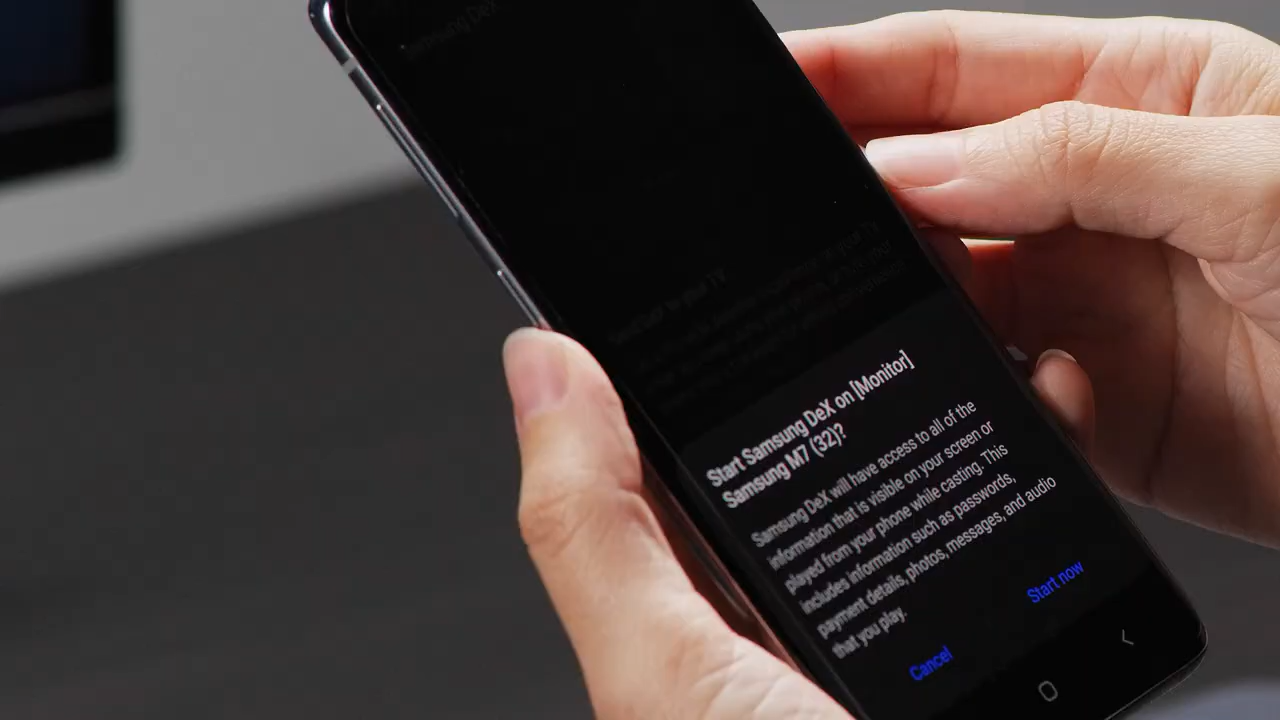 Samsung DeX
Start Samsung DeX on [Monitor]
Samsung M7 (32)?
Samsung DeX will have access to all of the
information that is visible on your screen or
played from your phone while casting. This
includes information such as passwords,
payment details, photos, messages, and audio
that you play.
Cancel
Start now